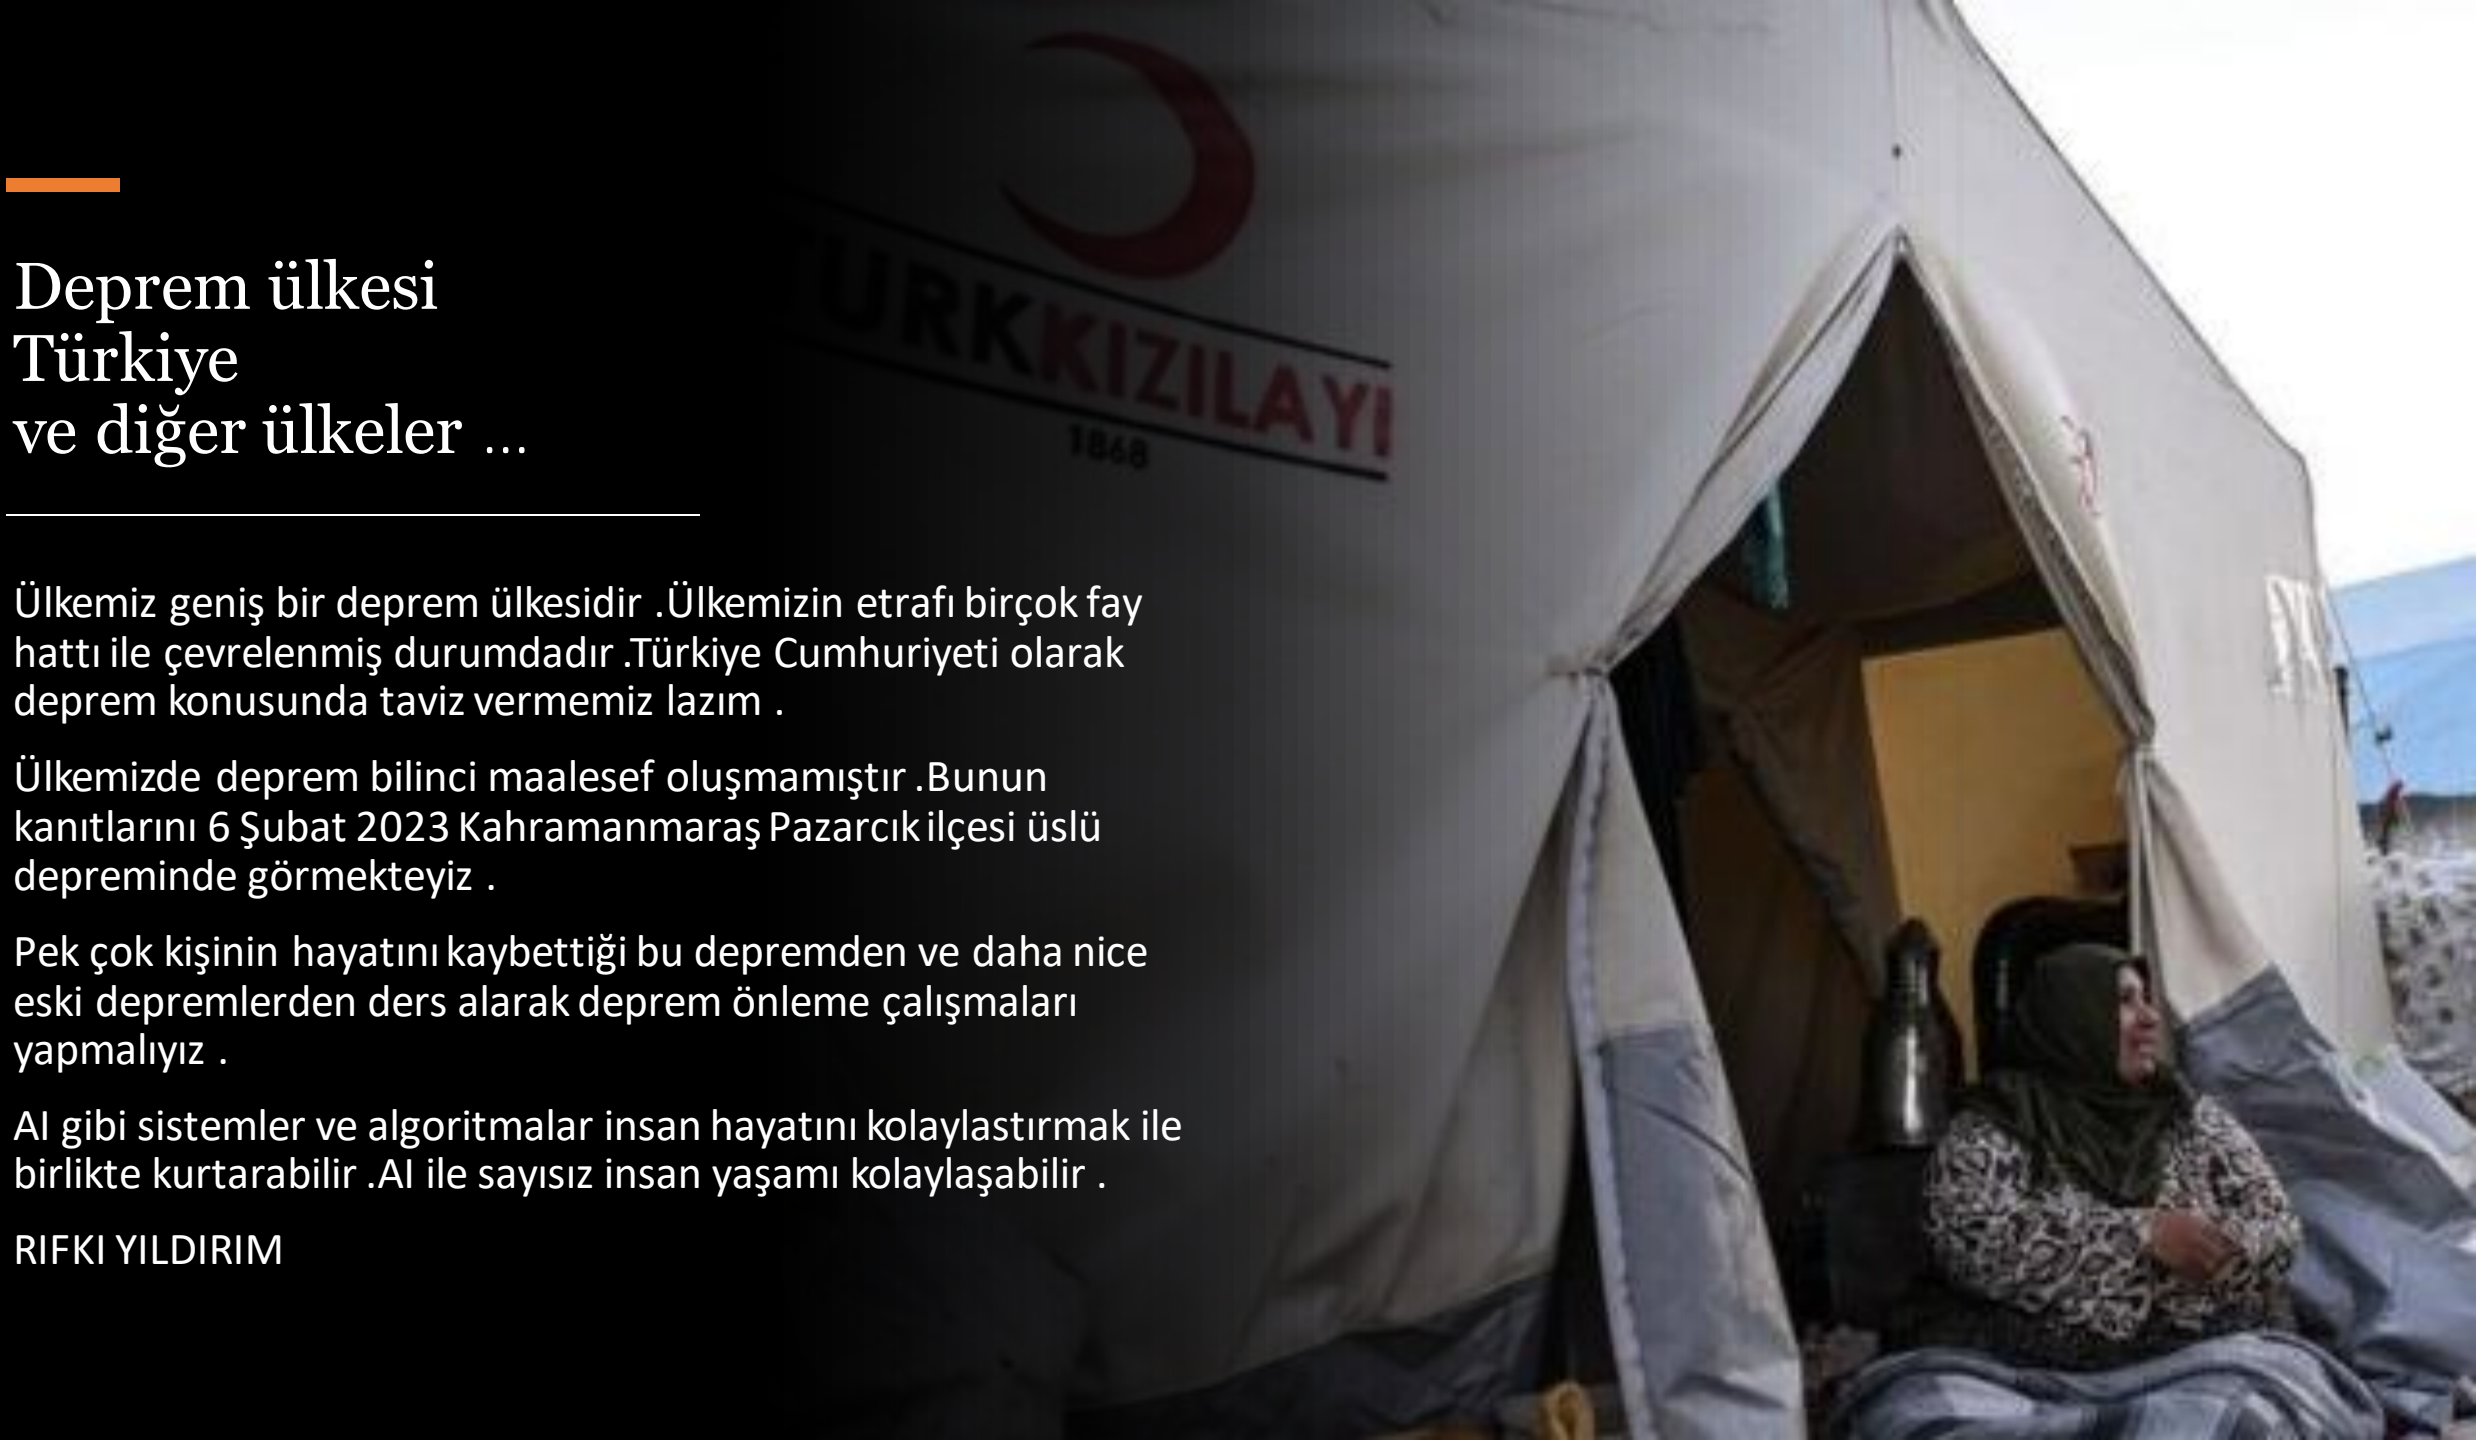 Deprem ülkesi
Türkiye
ve diğer ülkeler ...
Ülkemiz geniş bir deprem ülkesidir .Ülkemizin etrafı birçok fay
hattı ile çevrelenmiş durumdadır .Türkiye Cumhuriyeti olarak
deprem konusunda taviz vermemiz lazım .
Ülkemizde deprem bilinci maalesef oluşmamıştır .Bunun
kanıtlarını 6 Şubat 2023 Kahramanmaraş Pazarcık ilçesi üslü
depreminde görmekteyiz .
Pek çok kişinin hayatını kaybettiği bu depremden ve daha nice
eski depremlerden ders alarak deprem önleme çalışmaları
yapmalıyız .
AI gibi sistemler ve algoritmalar insan hayatını kolaylastırmak ile
birlikte kurtarabilir .AI ile sayısız insan yaşamı kolaylaşabilir .
RIFKI YILDIRIM
TÜRKKIZILAYI
1868